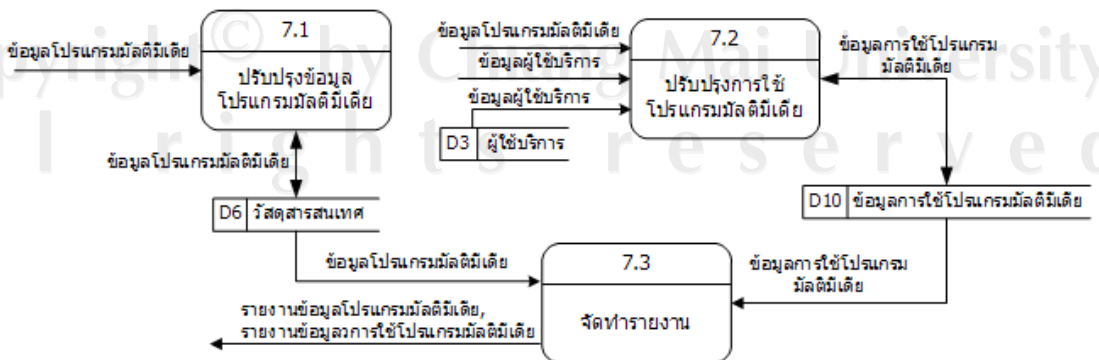 7.1
ข้อมูลโปรแกรมมัลติมีเดีย
ปรับปรุงข้อมูล
โปรแกรมมัลติมีเดีย
ข้อมูลโปรแกรมมัลติมีเดีย
7.2
ข้อมูลผู้ใช้บริการ
ข้อมูลผู้ใช้บริการ
ปรับปรุงการใช้
โปรแกรมมัลติมีเดีย
D3 ผู้ใช้บริการ
ข้อมูลการใช้โปรแกรม
มัลติมีเดีย
ข้อมูลโปรแกรมมัลติมีเดีย
D6 วัสดุสารสนเทศ
D10 ข้อมูลการใช้โปรแกรมมัลติมีเดีย
ข้อมูลโปรแกรมมัลติมีเดีย
7.3
จัดทำรายงาน
ข้อมูลการใช้โปรแกรม
มัลติมีเดีย
รายงานข้อมูลโปรแกรมมัลติมีเดีย,
รายงานข้อมูลวการใช้โปรแกรมมัลติมีเดีย
opyright© by Chiang Mai University
l rights reserved